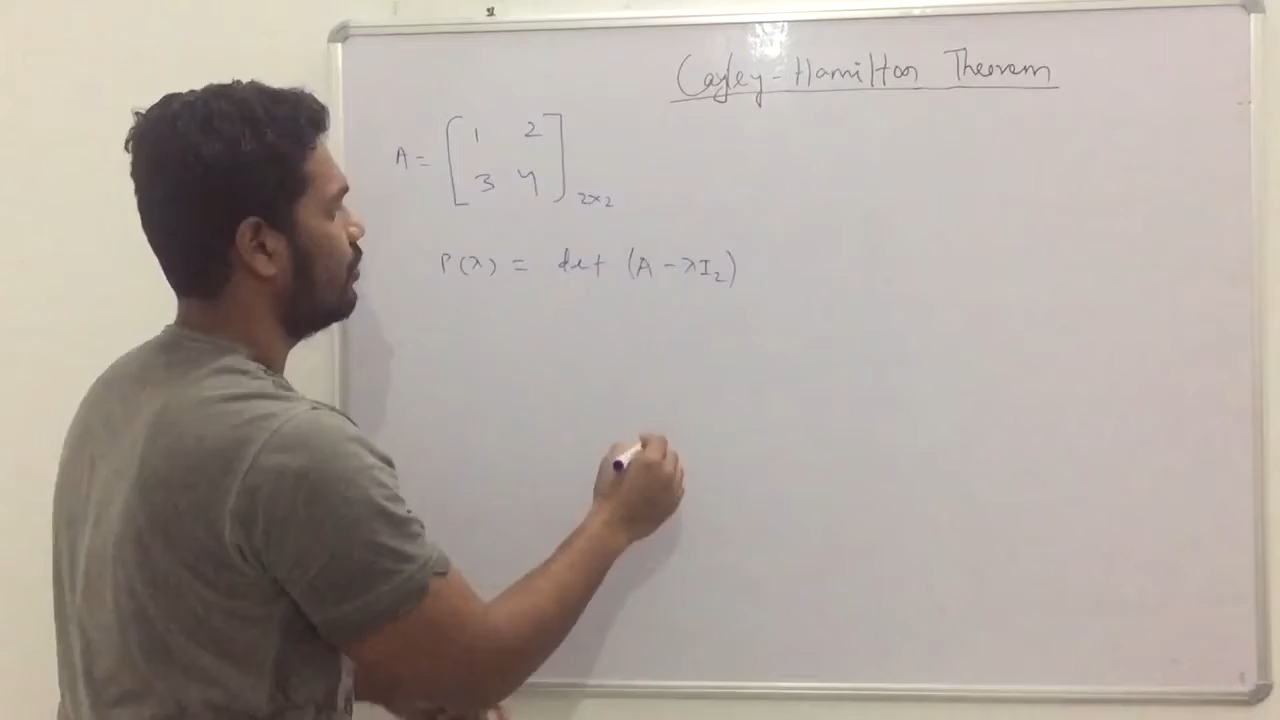 Cayley-Hamilton Theorem
A = [ 1 2
3 4 ] 2x2
P(λ) = det (A - λI₂)